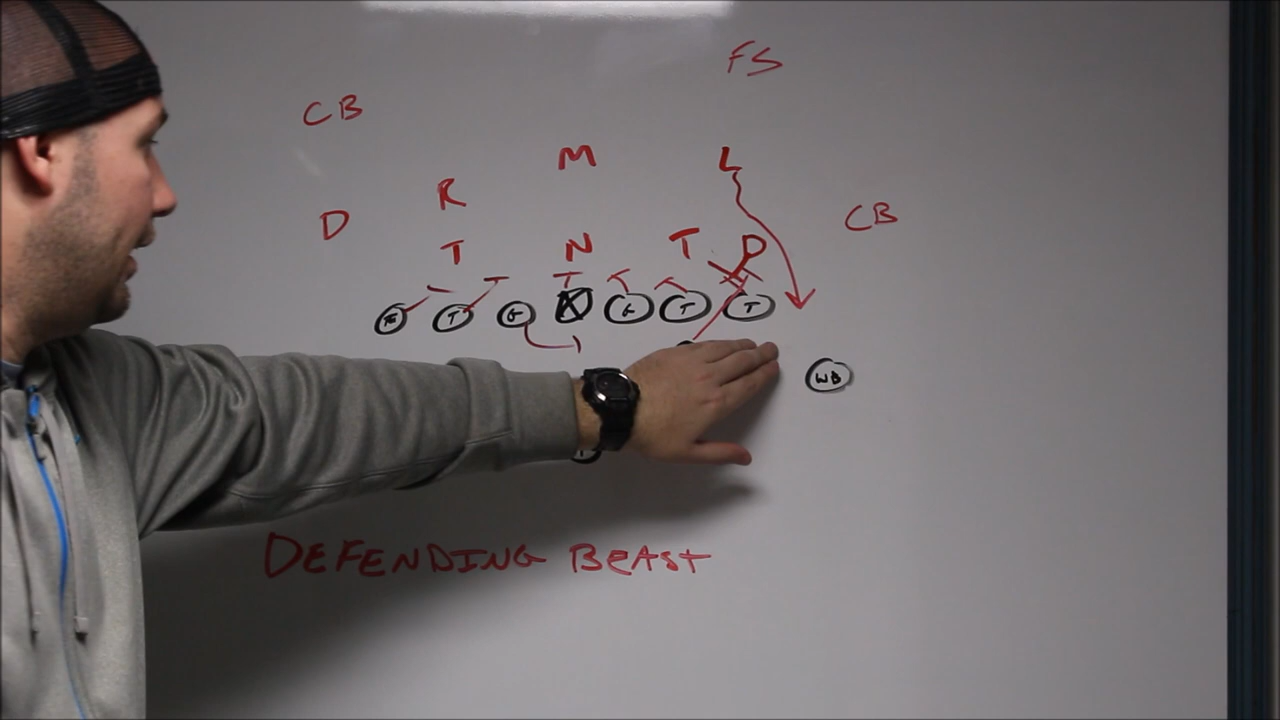 FS
CB
M L
R
D CB
T N T D
T G X G T T
WB
DEFENDING BEAST